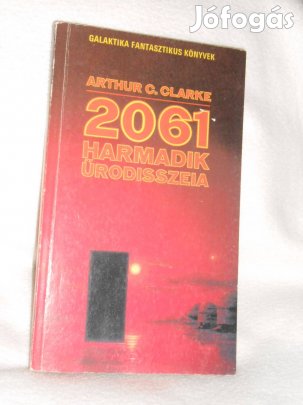 Jófogás
GALAKTIKA FANTASZTIKUS KÖNYVEK
ARTHUR C. CLARKE
2061
HARMADIK
ŰRODISSZEIA